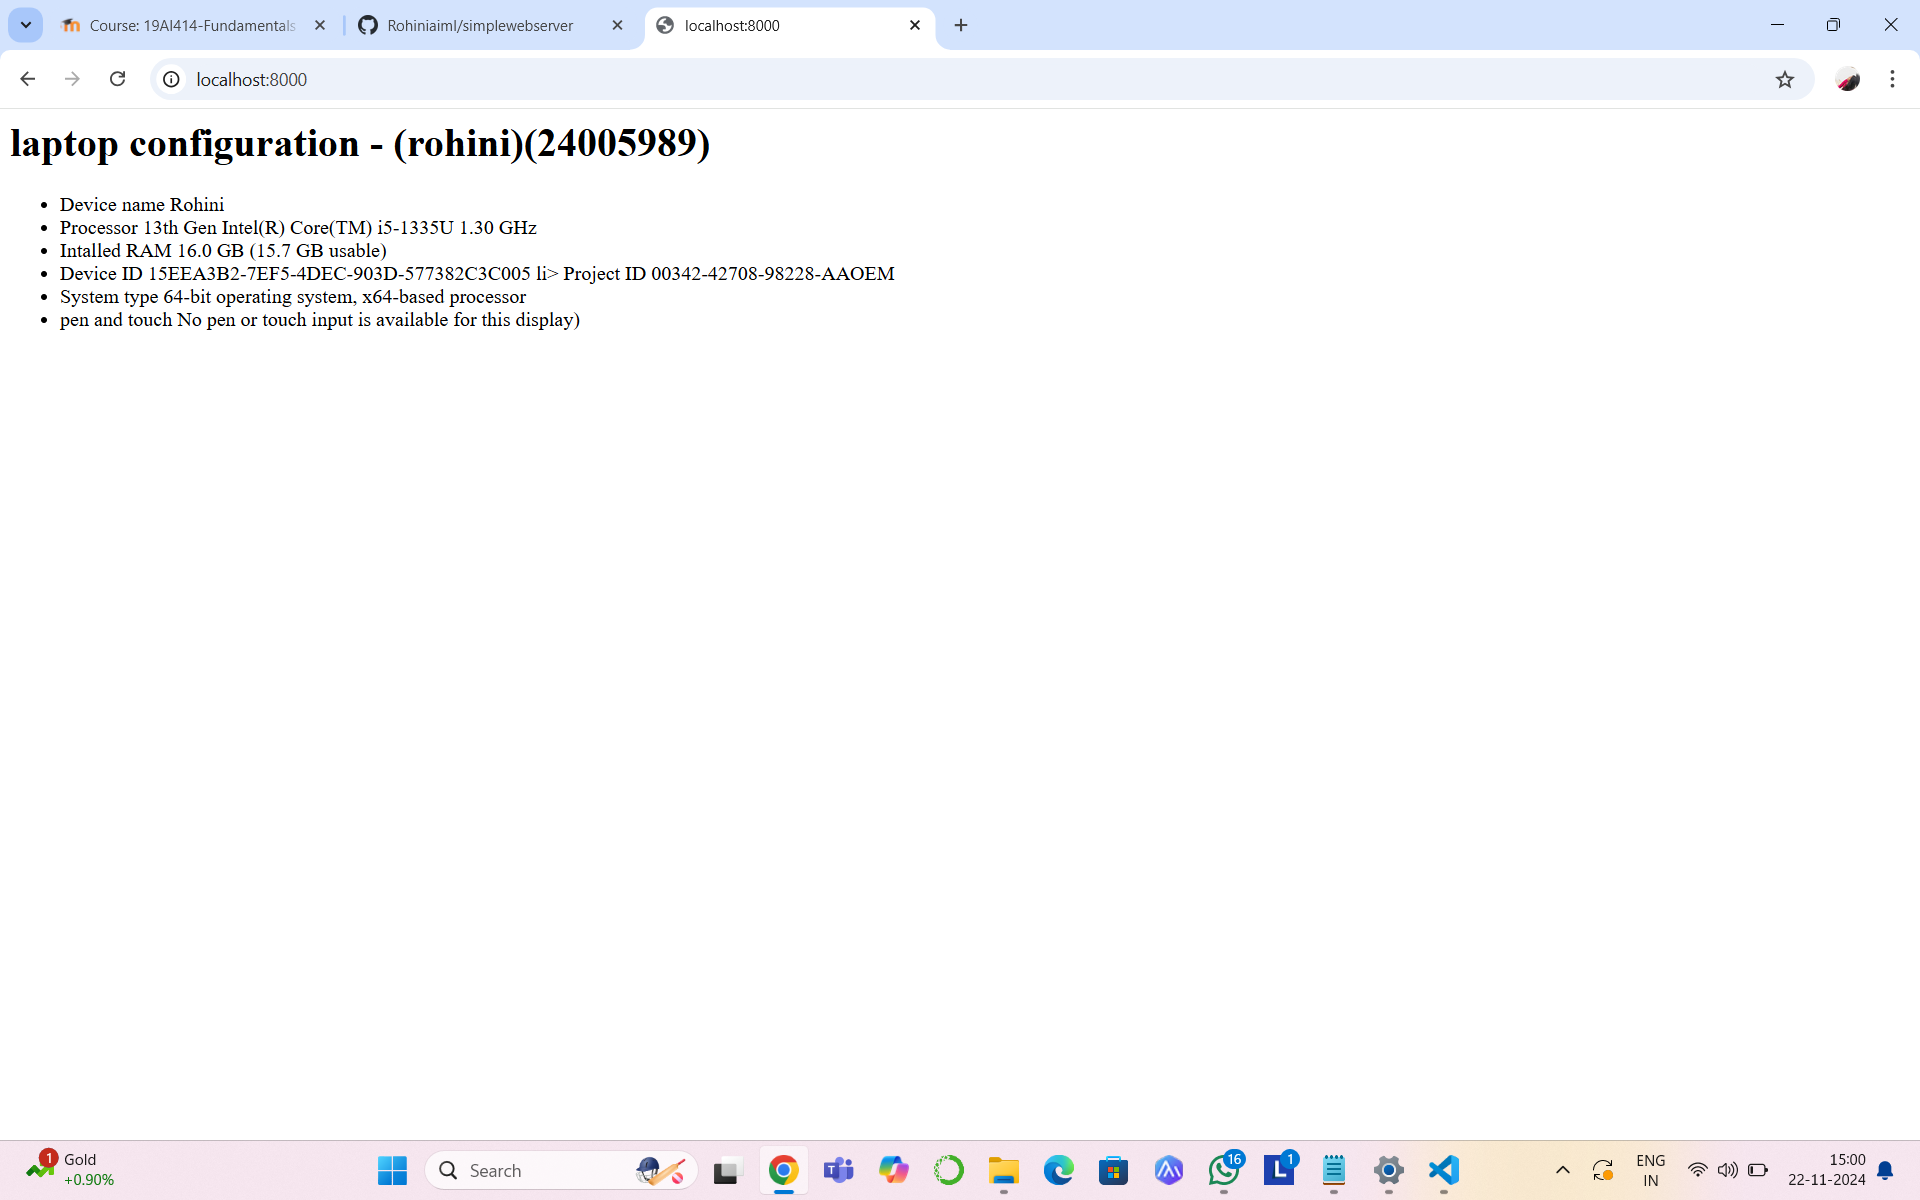 Course: 19AI414-Fundamentals
Rohiniaiml/simplewebserver
localhost:8000
localhost:8000
laptop configuration - (rohini)(24005989)
Device name Rohini
Processor 13th Gen Intel(R) Core(TM) i5-1335U 1.30 GHz
Intalled RAM 16.0 GB (15.7 GB usable)
Device ID 15EEA3B2-7EF5-4DEC-903D-577382C3C005 li> Project ID 00342-42708-98228-AAOEM
System type 64-bit operating system, x64-based processor
pen and touch No pen or touch input is available for this display)
1
Gold
+0.90%
Search
16
L 1
ENG
IN
15:00
22-11-2024